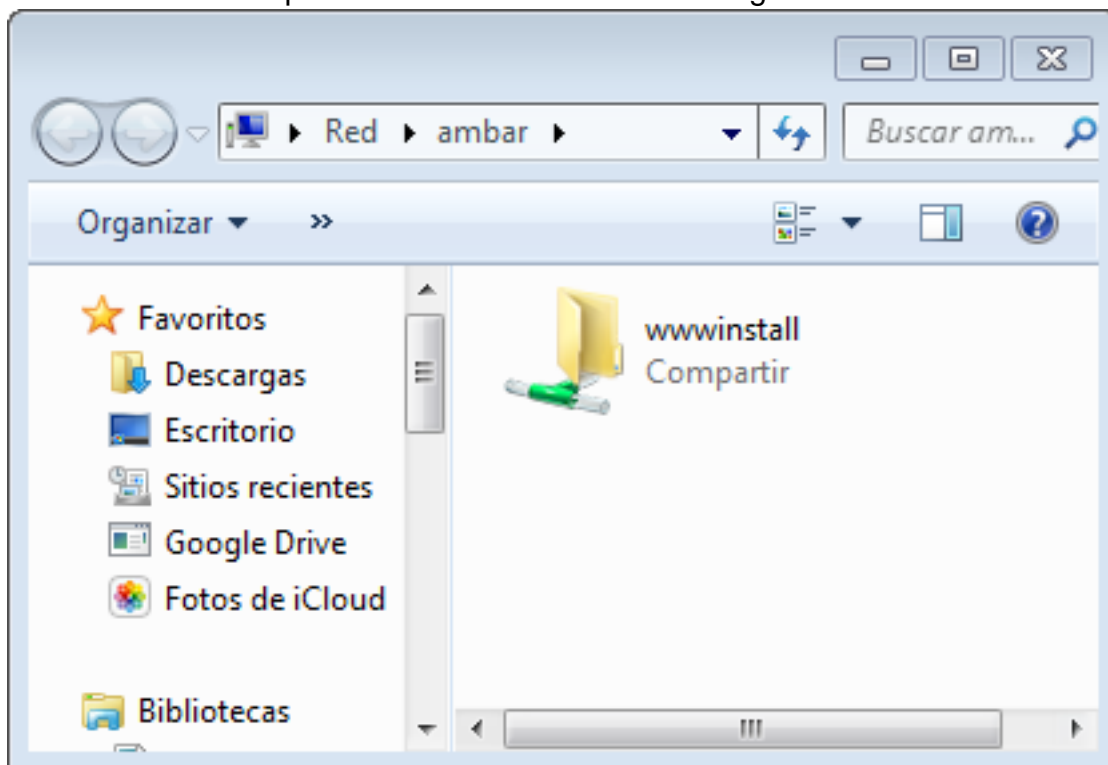 Red ambar
Buscar am...
Organizar
Favoritos
Descargas
Escritorio
Sitios recientes
Google Drive
Fotos de iCloud
Bibliotecas
wwwinstall
Compartir